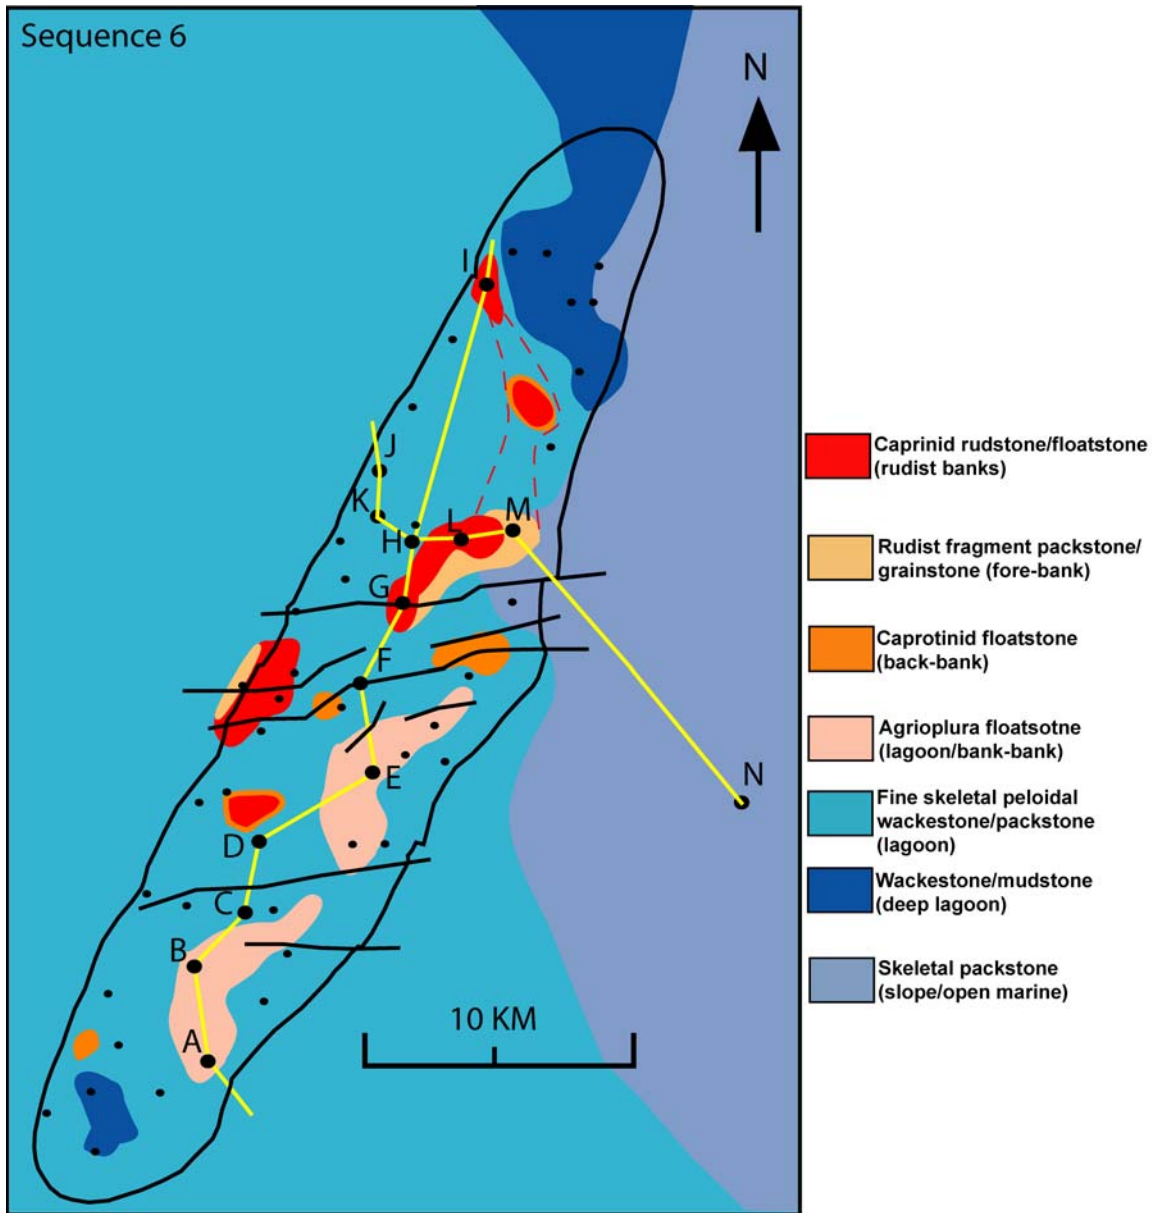 Sequence 6
N
I
J
K
H
L
M
G
F
E
N
D
C
B
A
10 KM
Caprinid rudstone/floatstone
(rudist banks)
Rudist fragment packstone/
grainstone (fore-bank)
Caprotinid floatstone
(back-bank)
Agrioplura floatsotne
(lagoon/bank-bank)
Fine skeletal peloidal
wackestone/packstone
(lagoon)
Wackestone/mudstone
(deep lagoon)
Skeletal packstone
(slope/open marine)